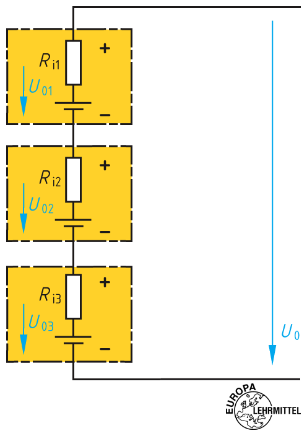 +
R i1
U 01
–
+
R i2
U 02
–
U 0
+
R i3
U 03
–
EUROPA
LEHRMITTEL